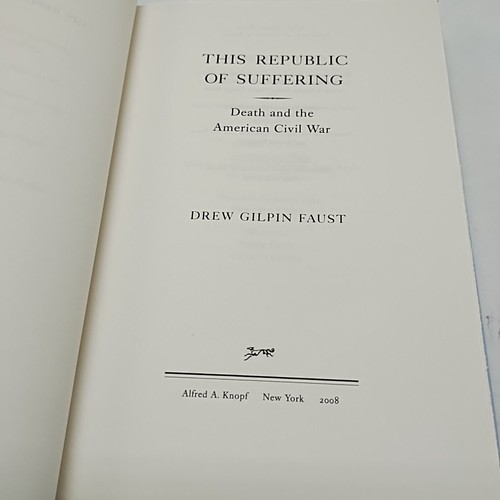 THIS REPUBLIC
OF SUFFERING
Death and the
American Civil War
DREW GILPIN FAUST
Alfred A. Knopf New York 2008